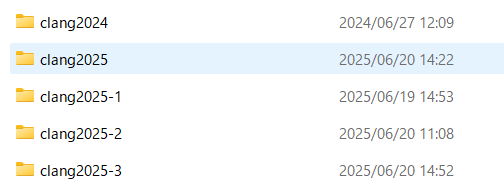 clang2024 2024/06/27 12:09
clang2025 2025/06/20 14:22
clang2025-1 2025/06/19 14:53
clang2025-2 2025/06/20 11:08
clang2025-3 2025/06/20 14:52